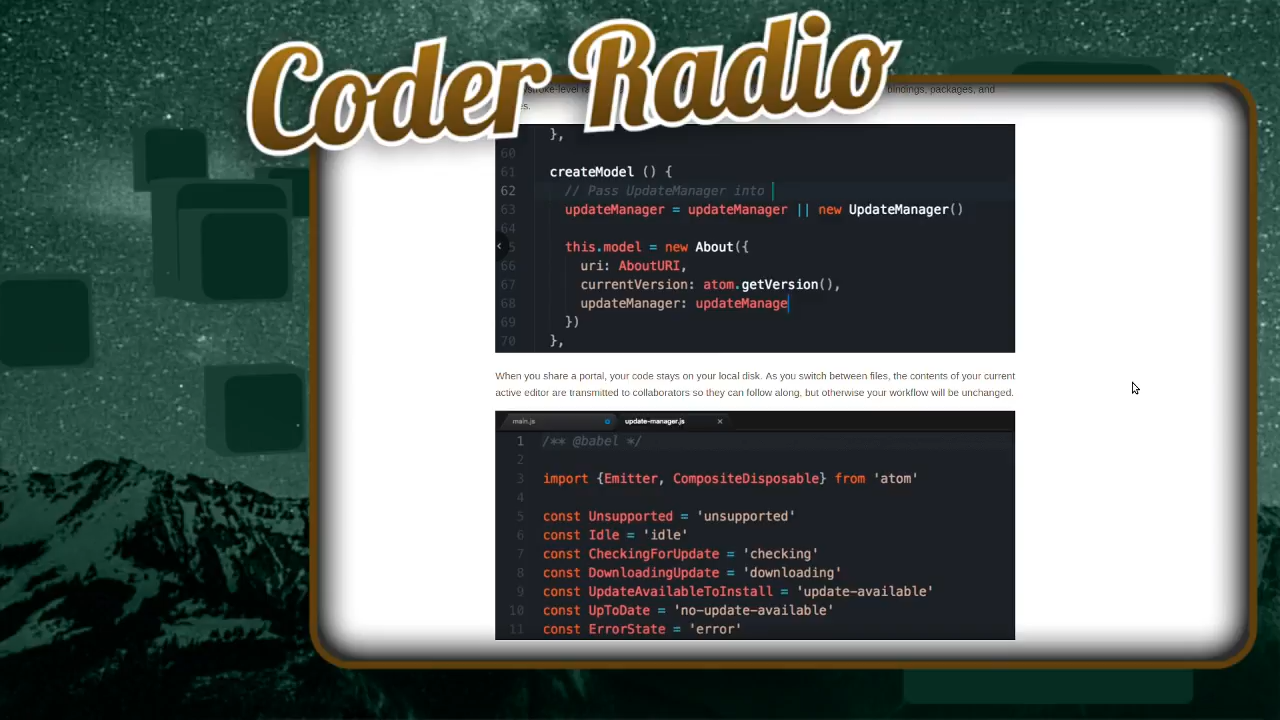 Coder Radio
bindings, packages, and
60 },
61 createModel () {
62 // Pass UpdateManager into
63 updateManager = updateManager || new UpdateManager()
64
this.model = new About({
66 uri: AboutURI,
67 currentVersion: atom.getVersion(),
68 updateManager: updateManage
69 })
70 },
When you share a portal, your code stays on your local disk. As you switch between files, the contents of your current
active editor are transmitted to collaborators so they can follow along, but otherwise your workflow will be unchanged.
main.js update-manager.js
1 /** @babel */
2
3 import {Emitter, CompositeDisposable} from 'atom'
4
5 const Unsupported = 'unsupported'
6 const Idle = 'idle'
7 const CheckingForUpdate = 'checking'
8 const DownloadingUpdate = 'downloading'
9 const UpdateAvailableToInstall = 'update-available'
10 const UpToDate = 'no-update-available'
11 const ErrorState = 'error'